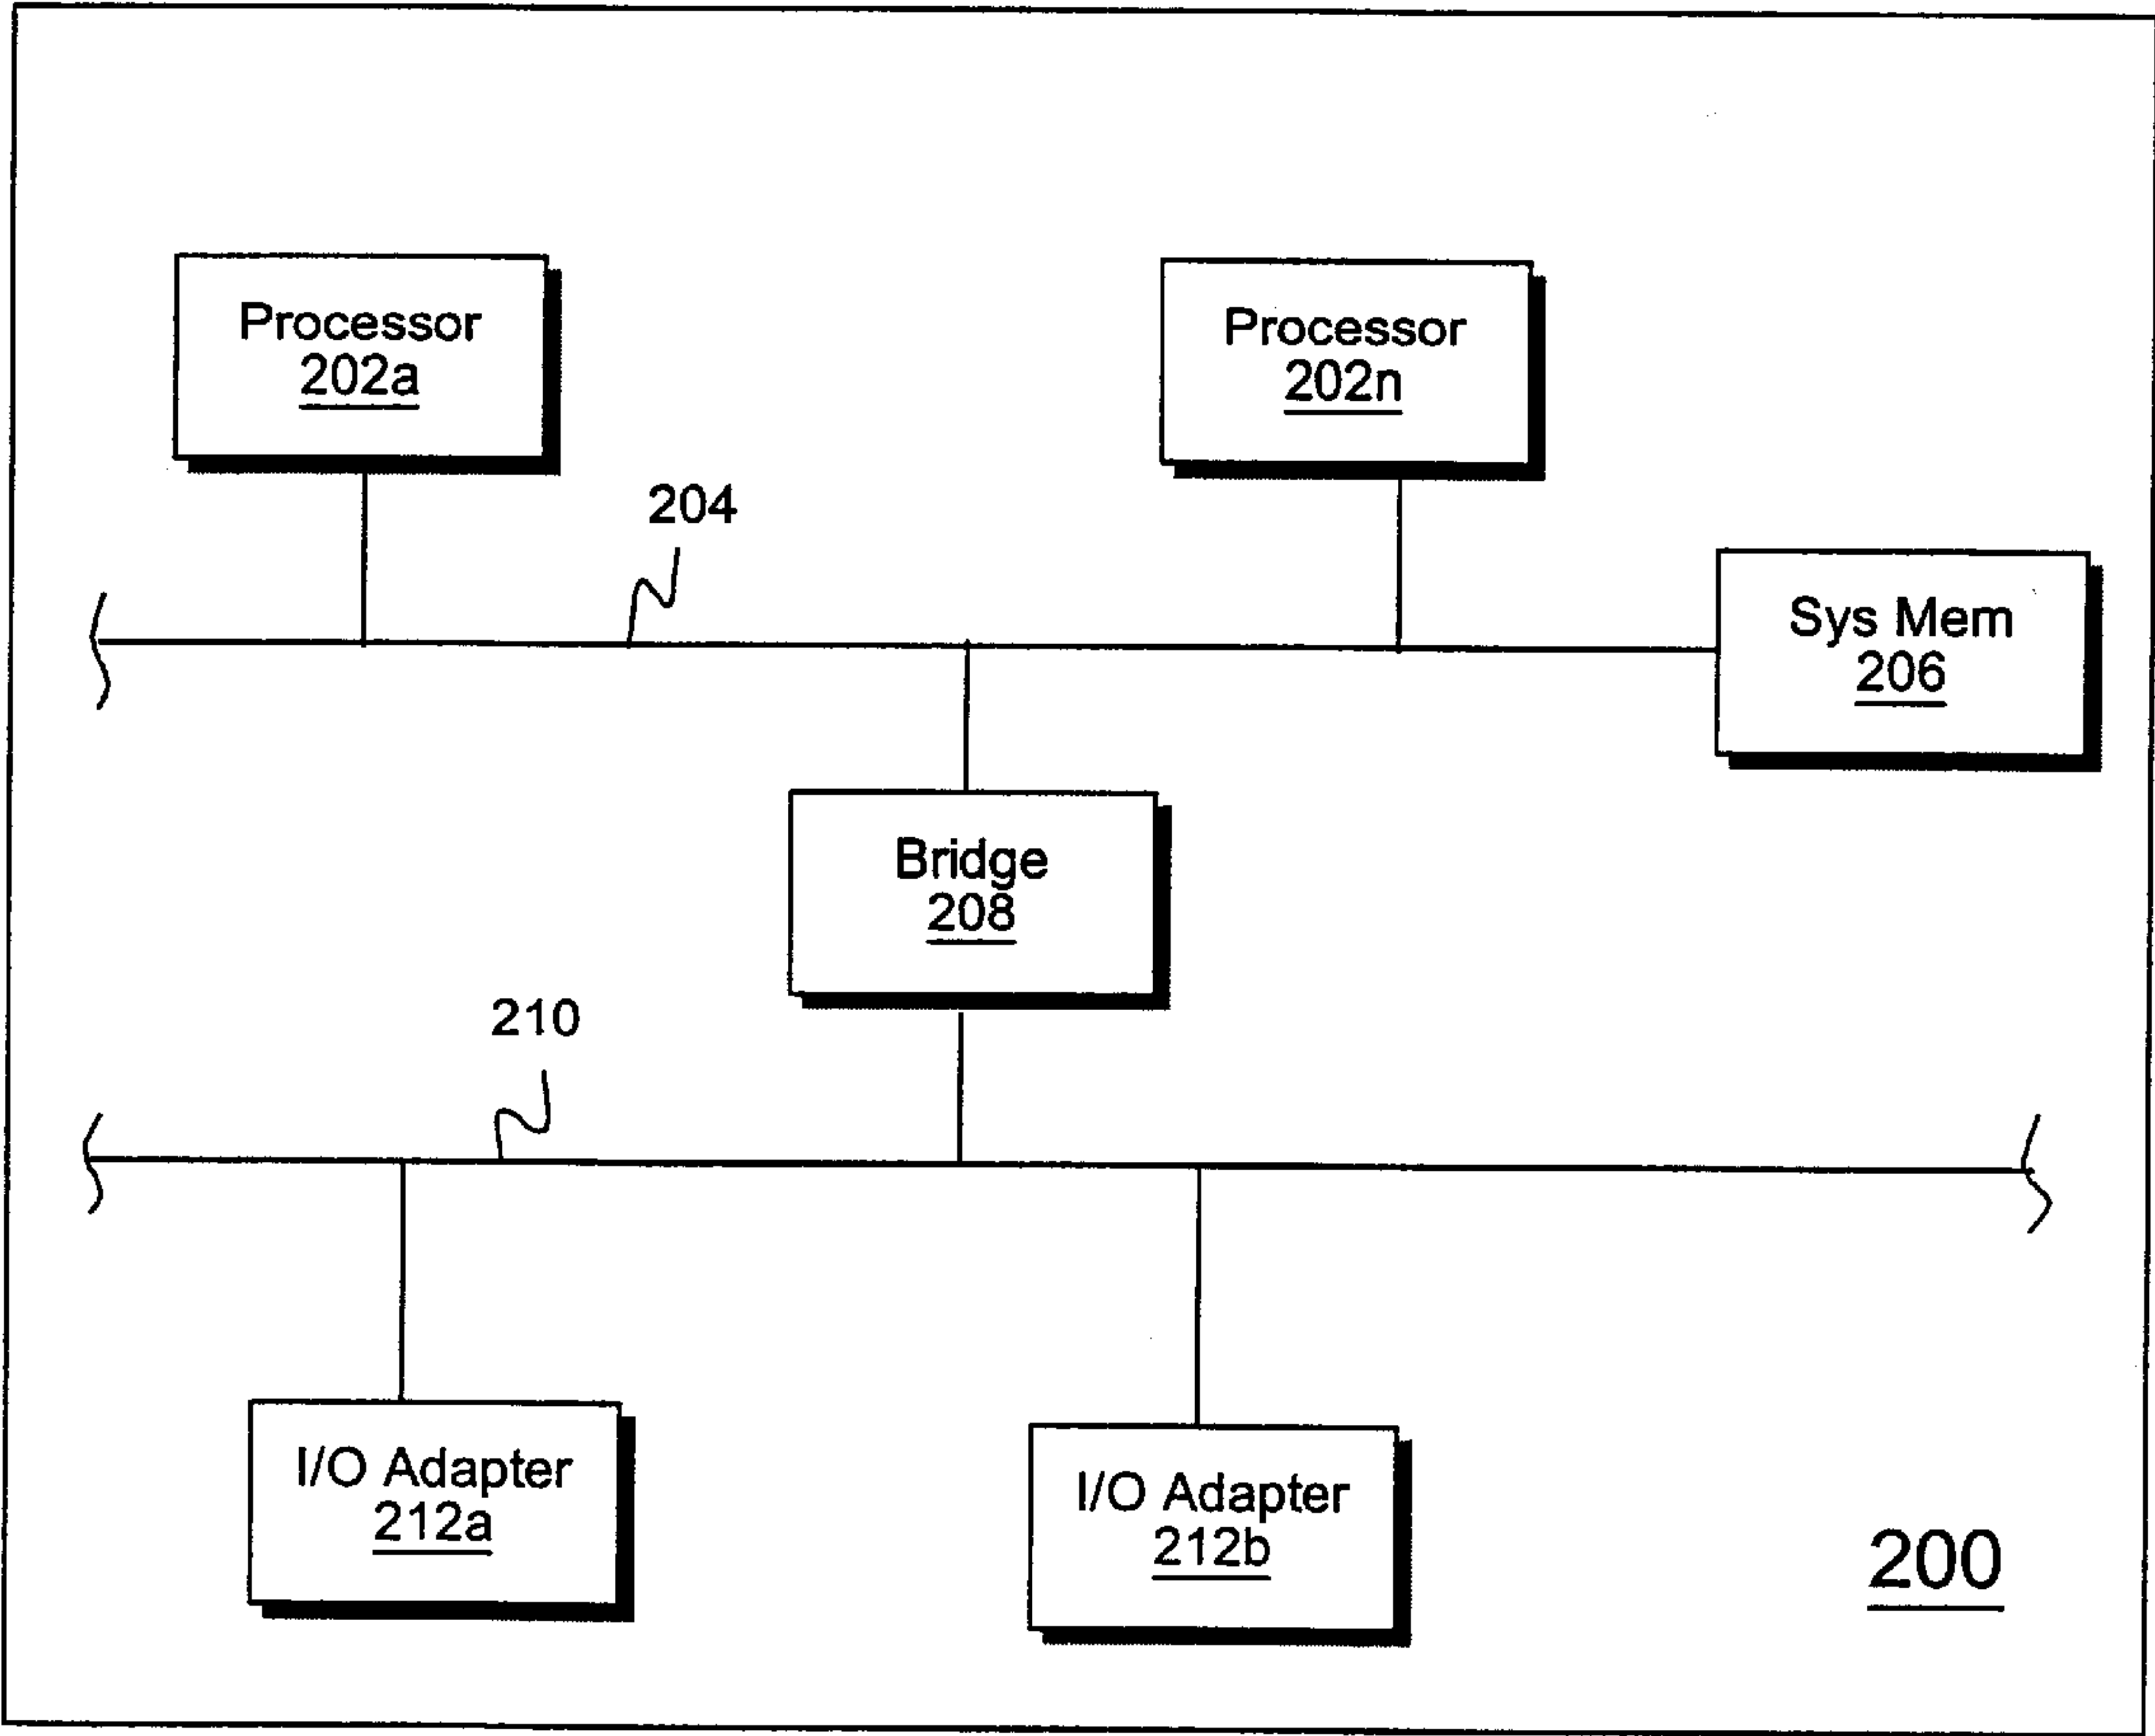 Processor
202a
Processor
202n
204
Sys Mem
206
Bridge
208
210
I/O Adapter
212a
I/O Adapter
212b
200